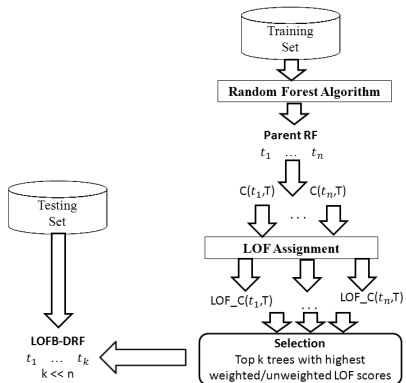 Training
Set
Random Forest Algorithm
Parent RF
t₁ ... tₙ
C(t₁,T) C(tₙ,T)
...
LOF Assignment
LOF_C(t₁,T) LOF_C(tₙ,T)
...
Selection
Top k trees with highest
weighted/unweighted LOF scores
Testing
Set
LOFB-DRF
t₁ ... tₖ
k << n